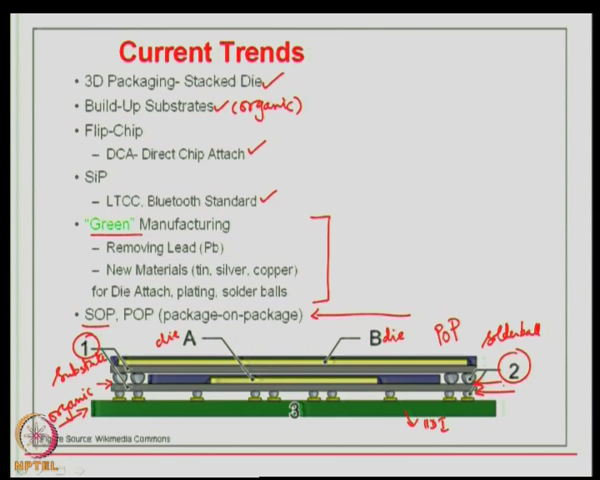 Current Trends
• 3D Packaging- Stacked Die
• Build-Up Substrates (organic)
• Flip-Chip
– DCA- Direct Chip Attach
• SiP
– LTCC, Bluetooth Standard
• "Green" Manufacturing
– Removing Lead (Pb)
– New Materials (tin, silver, copper)
for Die Attach, plating, solder balls
• SOP, POP (package-on-package)
die A B die POP solderball
1
substrate
2
organic
3
Figure Source: Wikimedia Commons
NPTEL